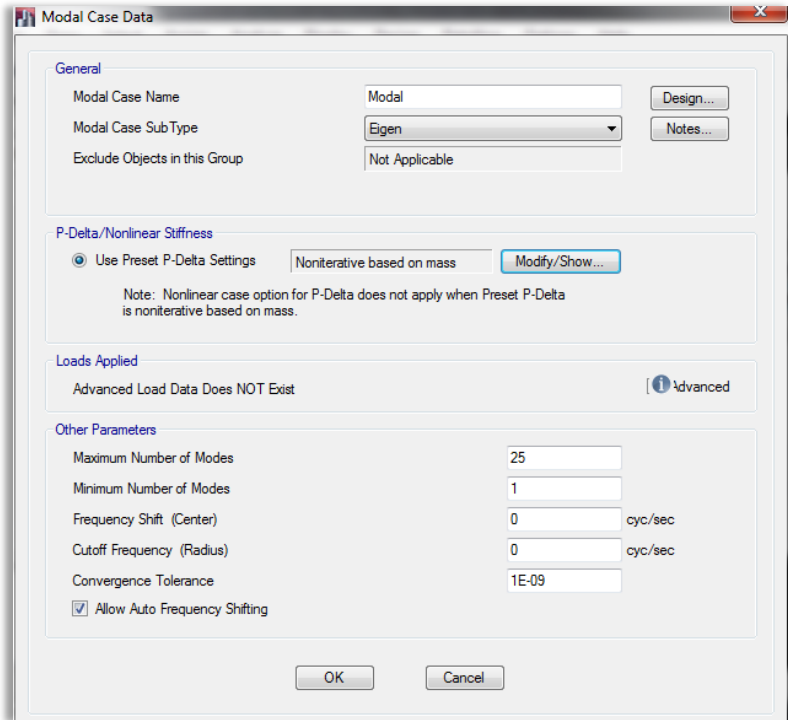 Modal Case Data
General
Modal Case Name Modal Design...
Modal Case SubType Eigen Notes...
Exclude Objects in this Group Not Applicable
P-Delta/Nonlinear Stiffness
Use Preset P-Delta Settings Noniterative based on mass Modify/Show...
Note: Nonlinear case option for P-Delta does not apply when Preset P-Delta
is noniterative based on mass.
Loads Applied
Advanced Load Data Does NOT Exist Advanced
Other Parameters
Maximum Number of Modes 25
Minimum Number of Modes 1
Frequency Shift (Center) 0 cyc/sec
Cutoff Frequency (Radius) 0 cyc/sec
Convergence Tolerance 1E-09
Allow Auto Frequency Shifting
OK Cancel